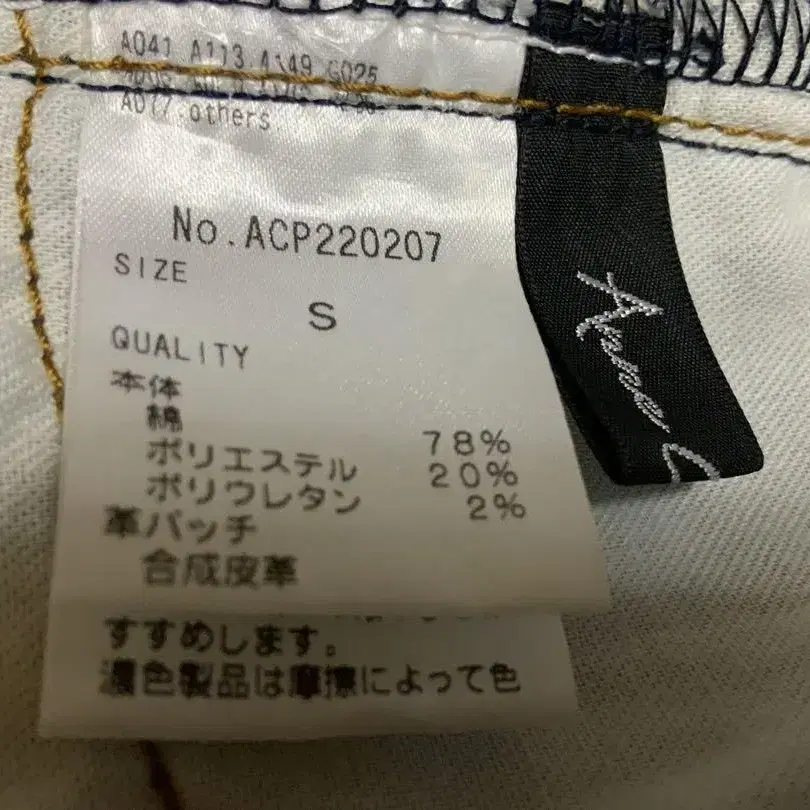 A041 A113 A149 G025
A077.others
No.ACP220207
SIZE
S
QUALITY
本体
綿 78%
ポリエステル 20%
ポリウレタン 2%
革パッチ
合成皮革
すすめします。
濃色製品は摩擦によって色